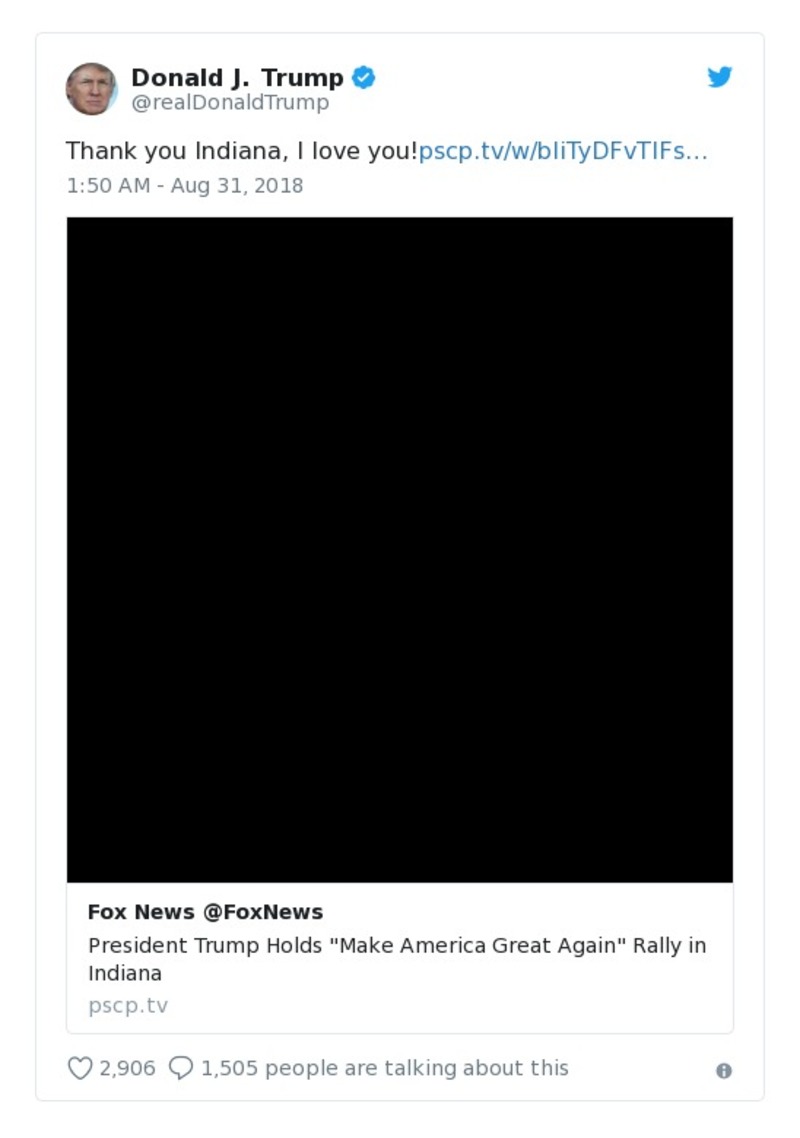 Donald J. Trump
@realDonaldTrump
Thank you Indiana, I love you!pscp.tv/w/bIiTyDFvTlFs…
1:50 AM - Aug 31, 2018
Fox News @FoxNews
President Trump Holds "Make America Great Again" Rally in
Indiana
pscp.tv
2,906 1,505 people are talking about this